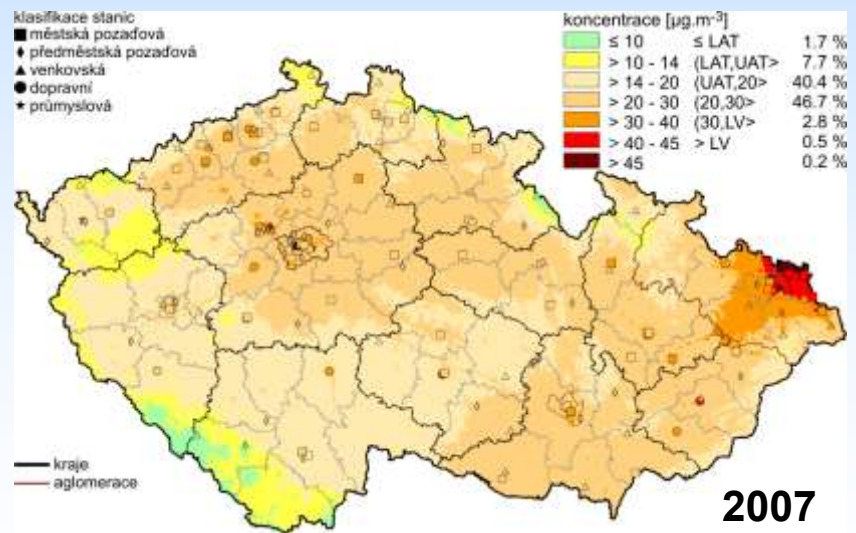 klasifikace stanic
městská pozaďová
předměstská pozaďová
venkovská
dopravní
průmyslová
koncentrace [µg.m-3]
≤ 10 ≤ LAT 1.7 %
> 10 - 14 (LAT,UAT> 7.7 %
> 14 - 20 (UAT,20> 40.4 %
> 20 - 30 (20,30> 46.7 %
> 30 - 40 (30,LV> 2.8 %
> 40 - 45 > LV 0.5 %
> 45 0.2 %
kraje
aglomerace
2007